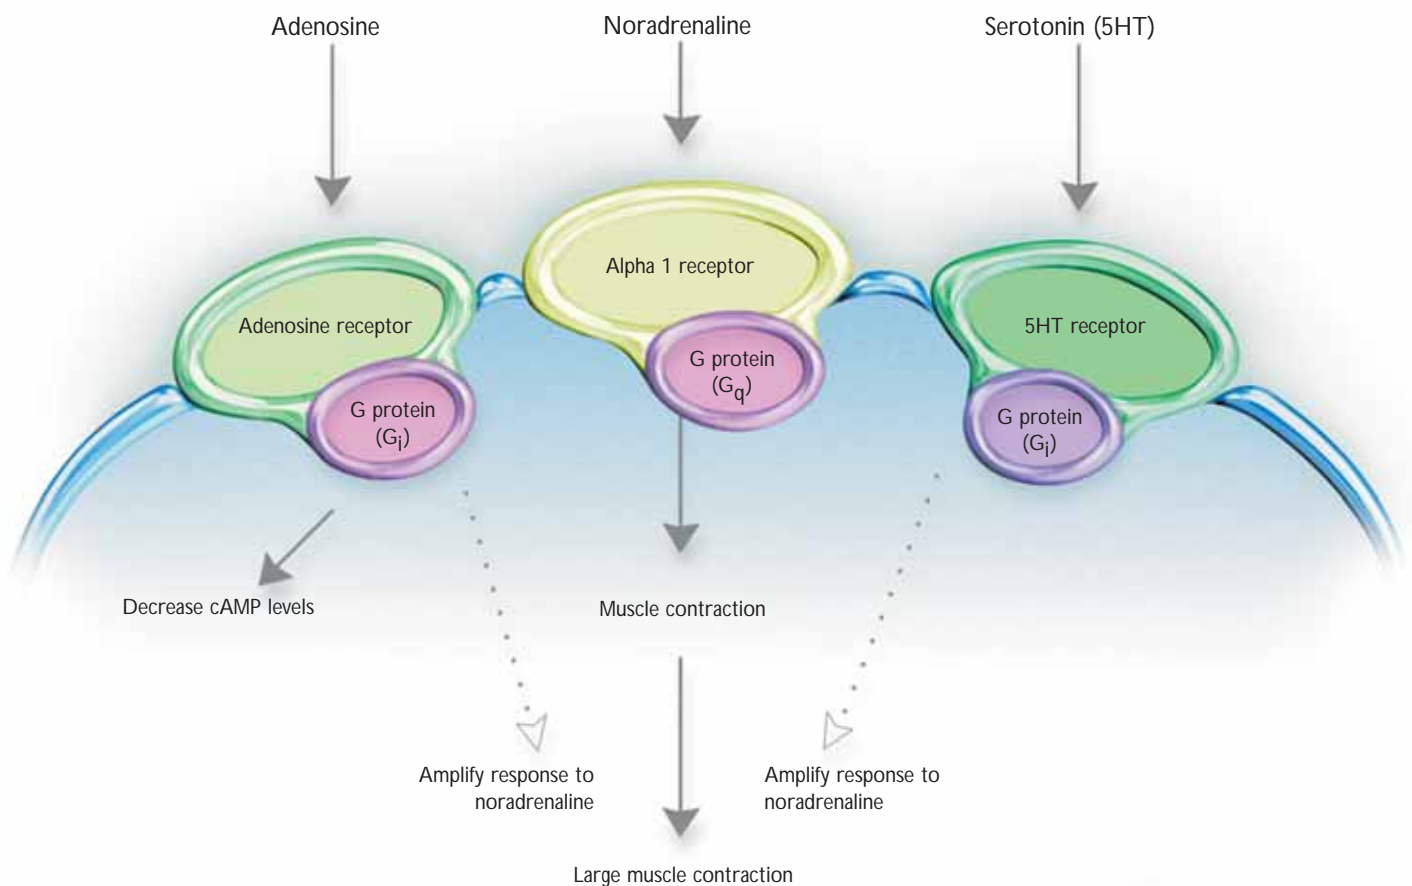 Adenosine
Noradrenaline
Serotonin (5HT)
Adenosine receptor
Alpha 1 receptor
5HT receptor
G protein
(Gi)
G protein
(Gq)
G protein
(Gi)
Decrease cAMP levels
Muscle contraction
Amplify response to
noradrenaline
Amplify response to
noradrenaline
Large muscle contraction